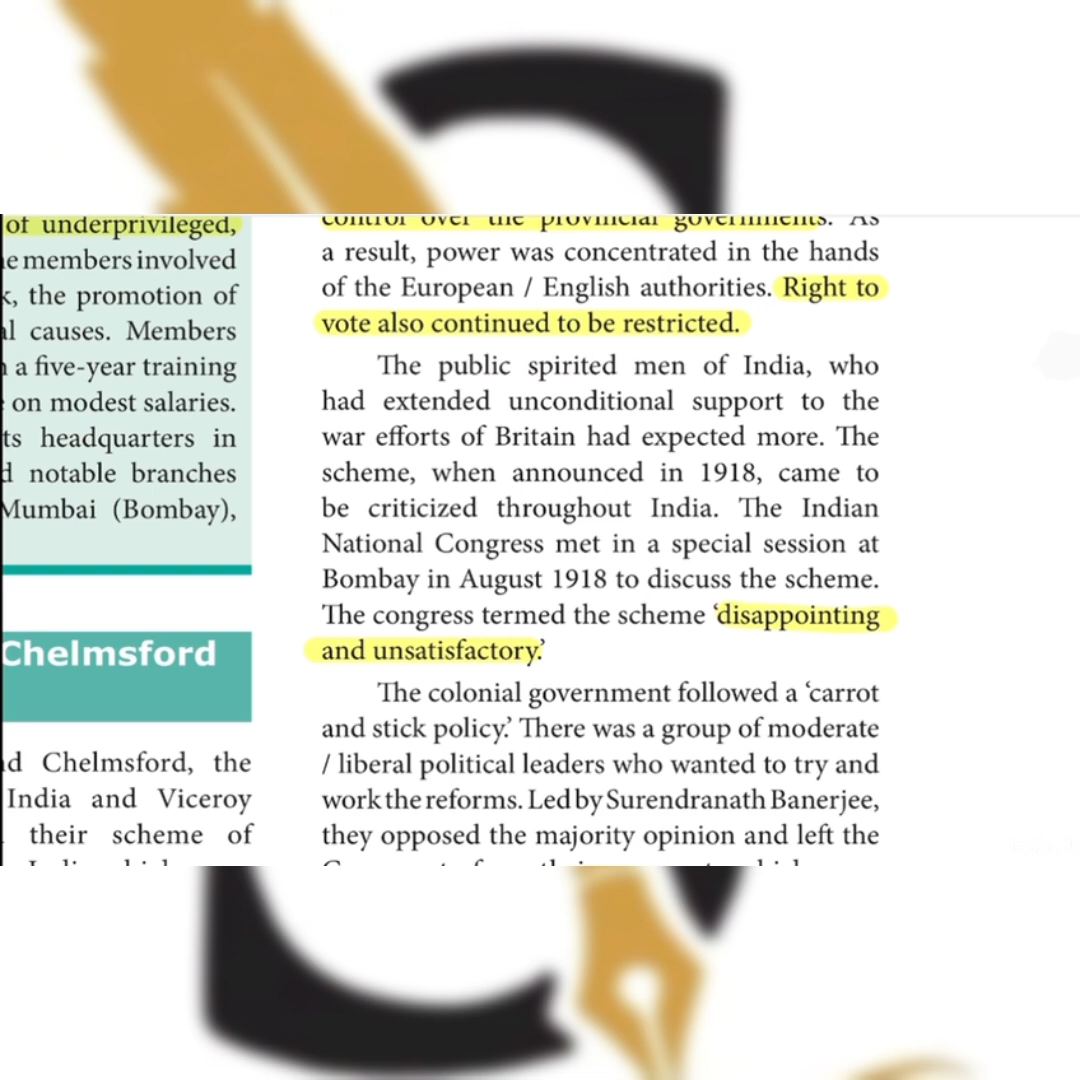 of underprivileged,
members involved
the promotion of
causes. Members
a five-year training
on modest salaries.
headquarters in
notable branches
Mumbai (Bombay),
Chelmsford
Chelmsford, the
India and Viceroy
their scheme of
control over the provincial governments. As
a result, power was concentrated in the hands
of the European / English authorities. Right to
vote also continued to be restricted.
The public spirited men of India, who
had extended unconditional support to the
war efforts of Britain had expected more. The
scheme, when announced in 1918, came to
be criticized throughout India. The Indian
National Congress met in a special session at
Bombay in August 1918 to discuss the scheme.
The congress termed the scheme ‘disappointing
and unsatisfactory.’
The colonial government followed a ‘carrot
and stick policy.’ There was a group of moderate
/ liberal political leaders who wanted to try and
work the reforms. Led by Surendranath Banerjee,
they opposed the majority opinion and left the